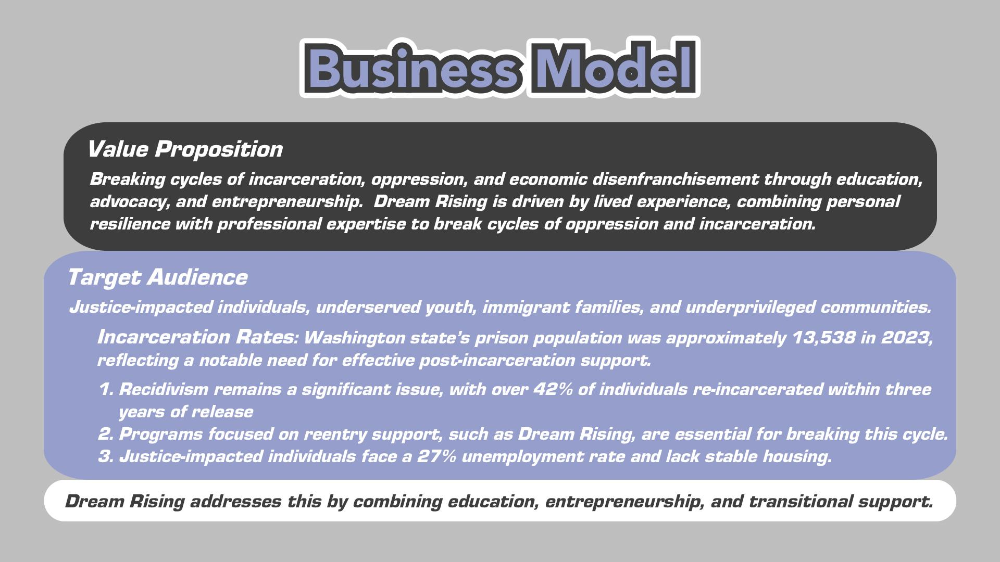 Business Model
Value Proposition
Breaking cycles of incarceration, oppression, and economic disenfranchisement through education,
advocacy, and entrepreneurship.  Dream Rising is driven by lived experience, combining personal
resilience with professional expertise to break cycles of oppression and incarceration.
Target Audience
Justice-impacted individuals, underserved youth, immigrant families, and underprivileged communities.
Incarceration Rates: Washington state's prison population was approximately 13,538 in 2023,
reflecting a notable need for effective post-incarceration support.
1. Recidivism remains a significant issue, with over 42% of individuals re-incarcerated within three
years of release
2. Programs focused on reentry support, such as Dream Rising, are essential for breaking this cycle.
3. Justice-impacted individuals face a 27% unemployment rate and lack stable housing.
Dream Rising addresses this by combining education, entrepreneurship, and transitional support.